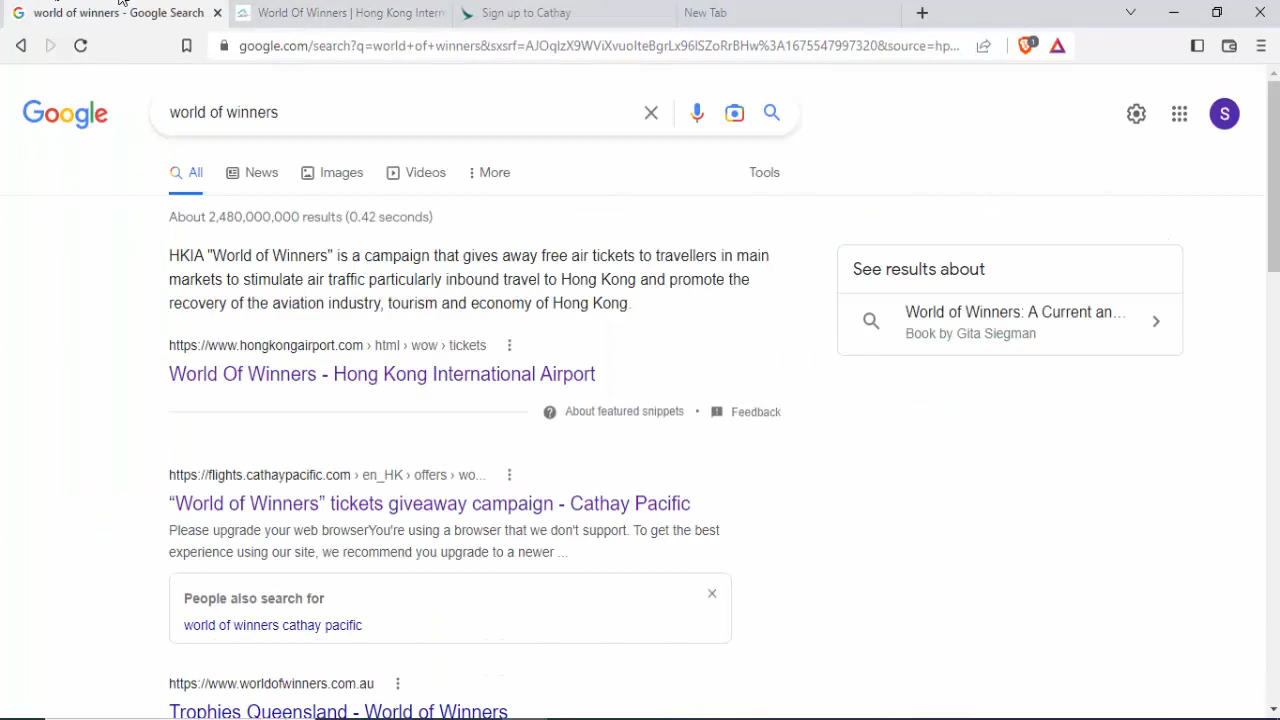 world of winners - Google Search
World Of Winners | Hong Kong Intern
Sign up to Cathay
New Tab
google.com/search?q=world+of+winners&sxsrf=AJOqlzX9WViXvuoIteBgrLx96lSZoRrBHw%3A1675547997320&source=hp...
1
Google
world of winners
S
All
News
Images
Videos
More
Tools
About 2,480,000,000 results (0.42 seconds)
HKIA "World of Winners" is a campaign that gives away free air tickets to travellers in main
markets to stimulate air traffic particularly inbound travel to Hong Kong and promote the
recovery of the aviation industry, tourism and economy of Hong Kong.
https://www.hongkongairport.com › html › wow › tickets
World Of Winners - Hong Kong International Airport
About featured snippets • Feedback
https://flights.cathaypacific.com › en_HK › offers › wo...
“World of Winners” tickets giveaway campaign - Cathay Pacific
Please upgrade your web browserYou're using a browser that we don't support. To get the best
experience using our site, we recommend you upgrade to a newer ...
People also search for
world of winners cathay pacific
https://www.worldofwinners.com.au
Trophies Queensland - World of Winners
See results about
World of Winners: A Current an...
Book by Gita Siegman